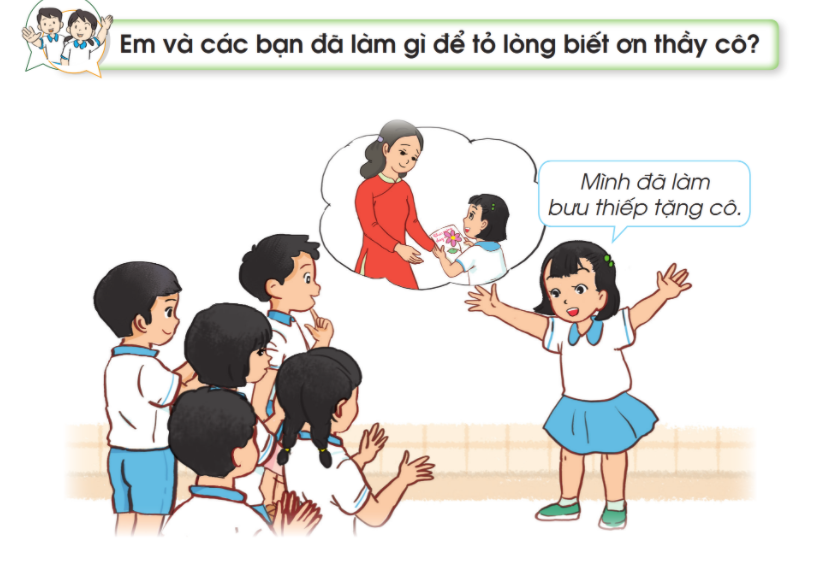 Em và các bạn đã làm gì để tỏ lòng biết ơn thầy cô?
Mình đã làm
bưu thiếp tặng cô.